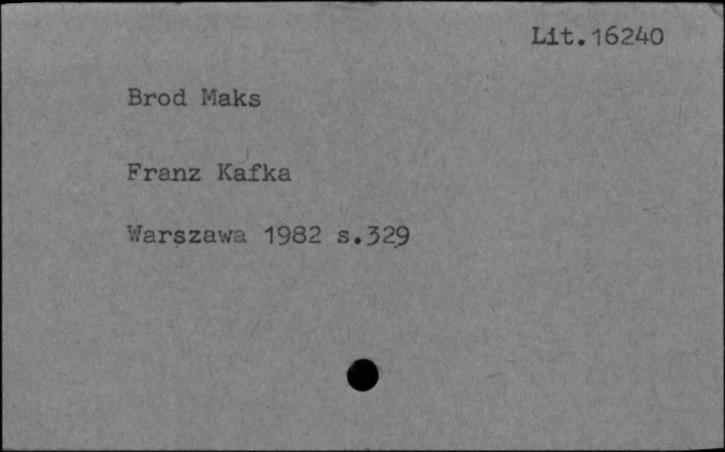 Lit.16240
Brod Maks
Franz Kafka
Warszawa 1982 s.329